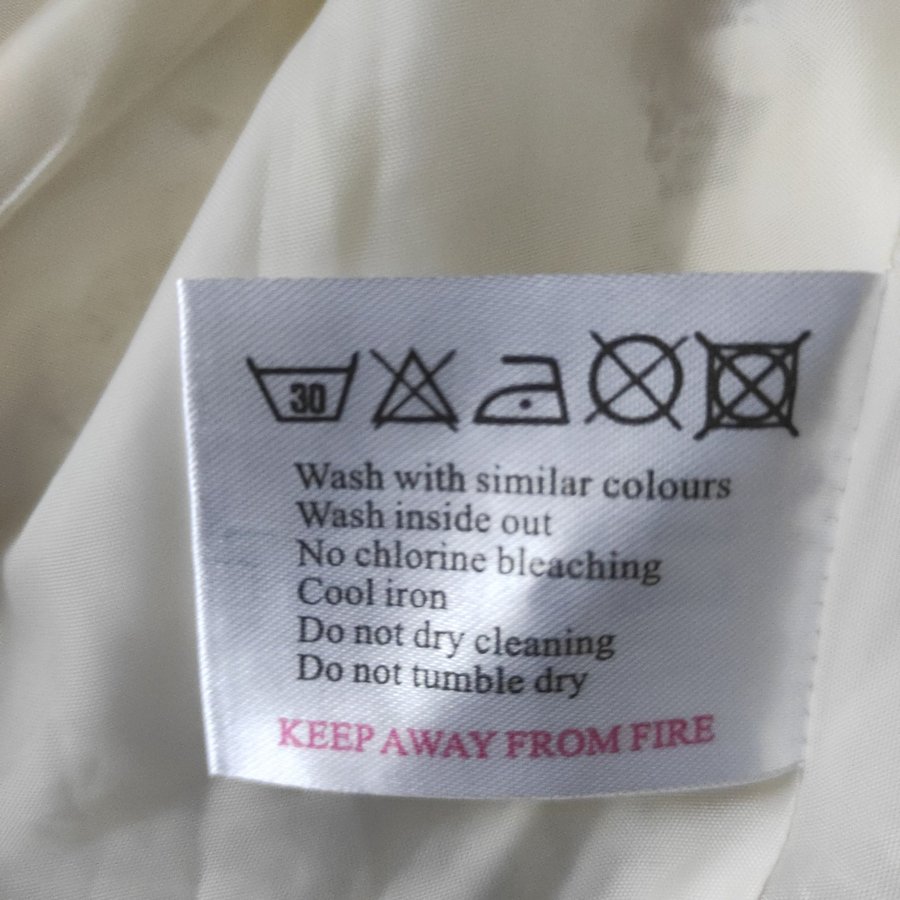 30
Wash with similar colours
Wash inside out
No chlorine bleaching
Cool iron
Do not dry cleaning
Do not tumble dry
KEEP AWAY FROM FIRE